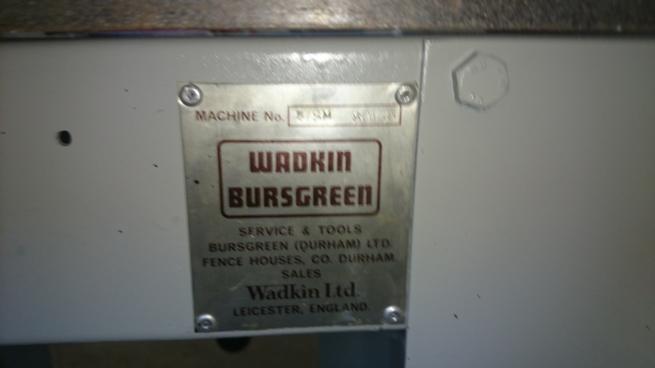 MACHINE No.
WADKIN
BURSGREEN
SERVICE & TOOLS
BURSGREEN (DURHAM) LTD.
FENCE HOUSES, CO. DURHAM
SALES
Wadkin Ltd.
LEICESTER, ENGLAND.